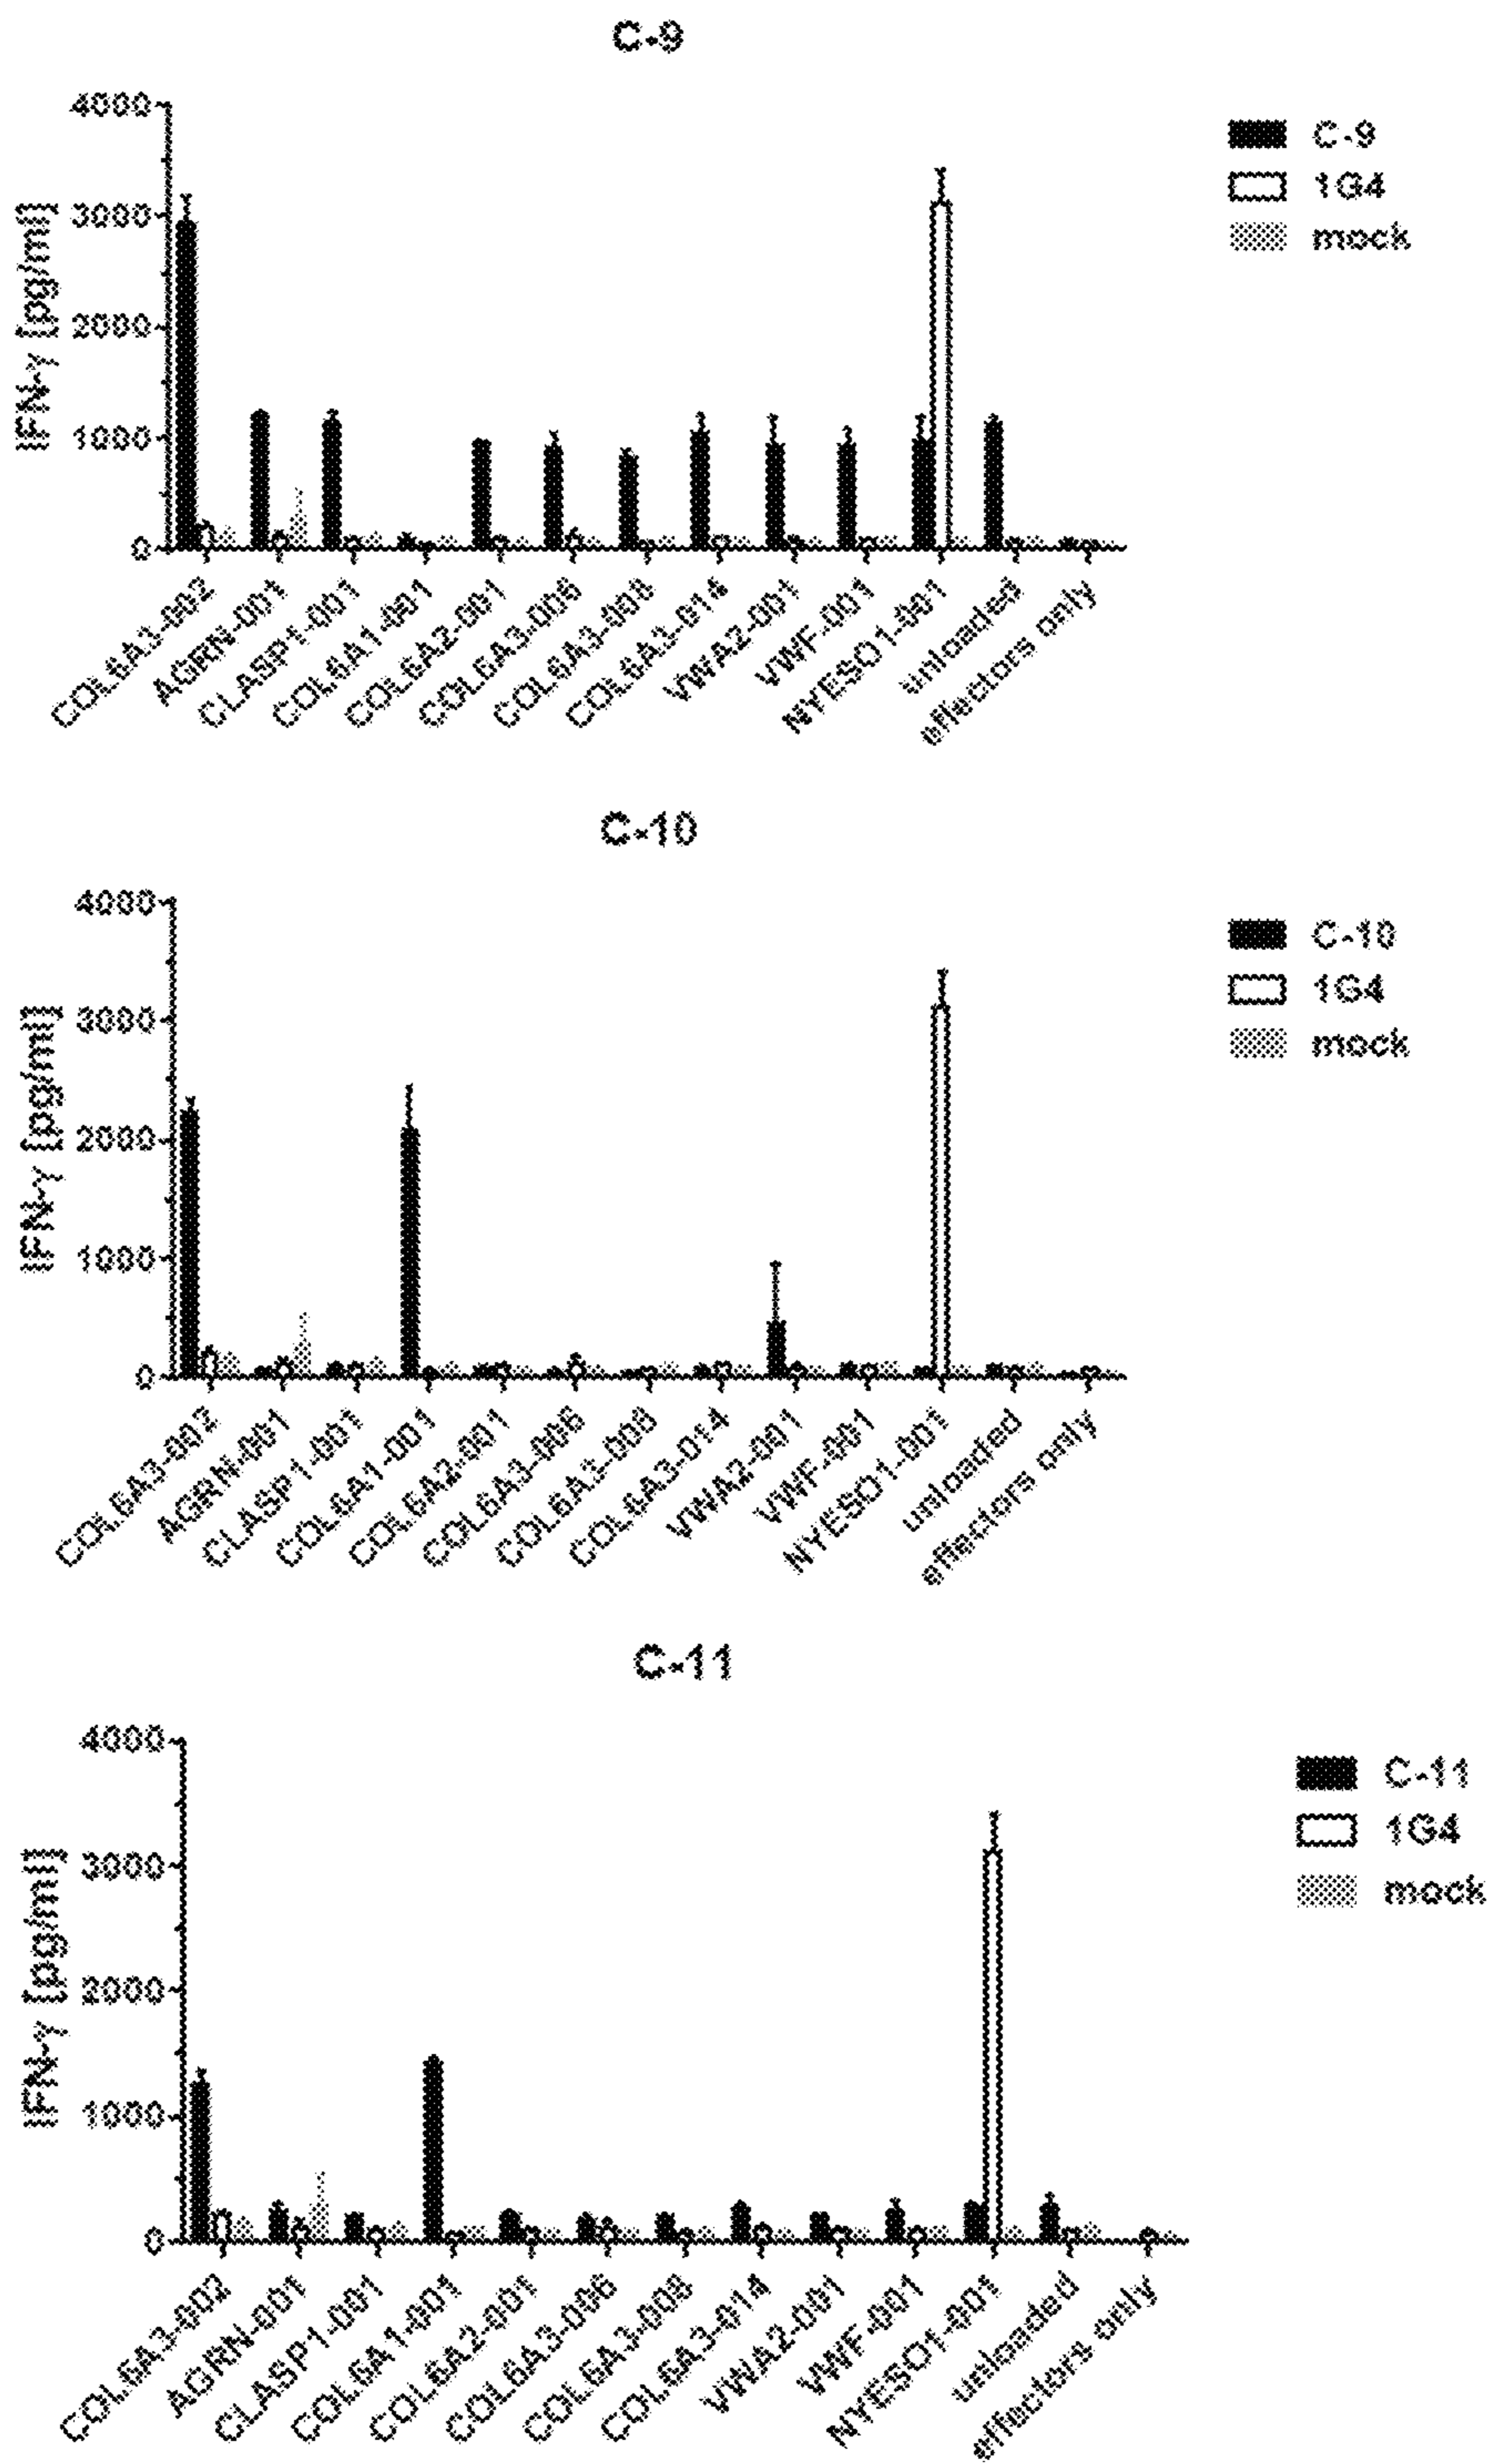 C-9
4000
3000
2000
1000
0
IFN-γ [pg/ml]
C-9
1G4
mock
COL6A3-002
AGRN-001
CLASP1-001
COL6A1-001
COL6A2-001
COL6A3-006
COL6A3-008
COL6A3-014
VWA2-001
VWF-001
NYESO1-001
unloaded
effectors only
C-10
4000
3000
2000
1000
0
IFN-γ [pg/ml]
C-10
1G4
mock
COL6A3-002
AGRN-001
CLASP1-001
COL6A1-001
COL6A2-001
COL6A3-006
COL6A3-008
COL6A3-014
VWA2-001
VWF-001
NYESO1-001
unloaded
effectors only
C-11
4000
3000
2000
1000
0
IFN-γ [pg/ml]
C-11
1G4
mock
COL6A3-002
AGRN-001
CLASP1-001
COL6A1-001
COL6A2-001
COL6A3-006
COL6A3-008
COL6A3-014
VWA2-001
VWF-001
NYESO1-001
unloaded
effectors only